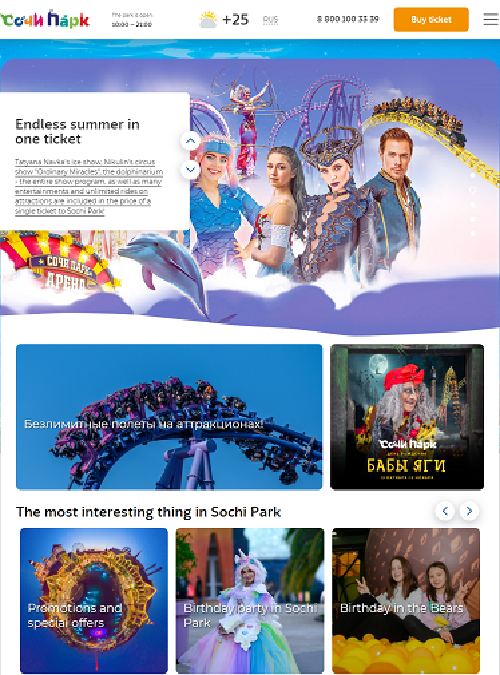 Сочи Парк
The park is open
10:00 – 21:00
+25
РУС
8 800 100 33 39
Buy ticket
Endless summer in
one ticket
Tatyana Navka's ice show, Nikulin's circus
show "Ordinary Miracles", the dolphinarium
- the entire show program, as well as many
entertainments and unlimited rides on
attractions are included in the price of a
single ticket to Sochi Park!
СОЧИ ПАРК
АРЕНА
Безлимитные полеты на аттракционах!
Сочи Парк
БАБЫ ЯГИ
The most interesting thing in Sochi Park
Promotions and
special offers
Birthday party in Sochi
Park
Birthday in the Bears